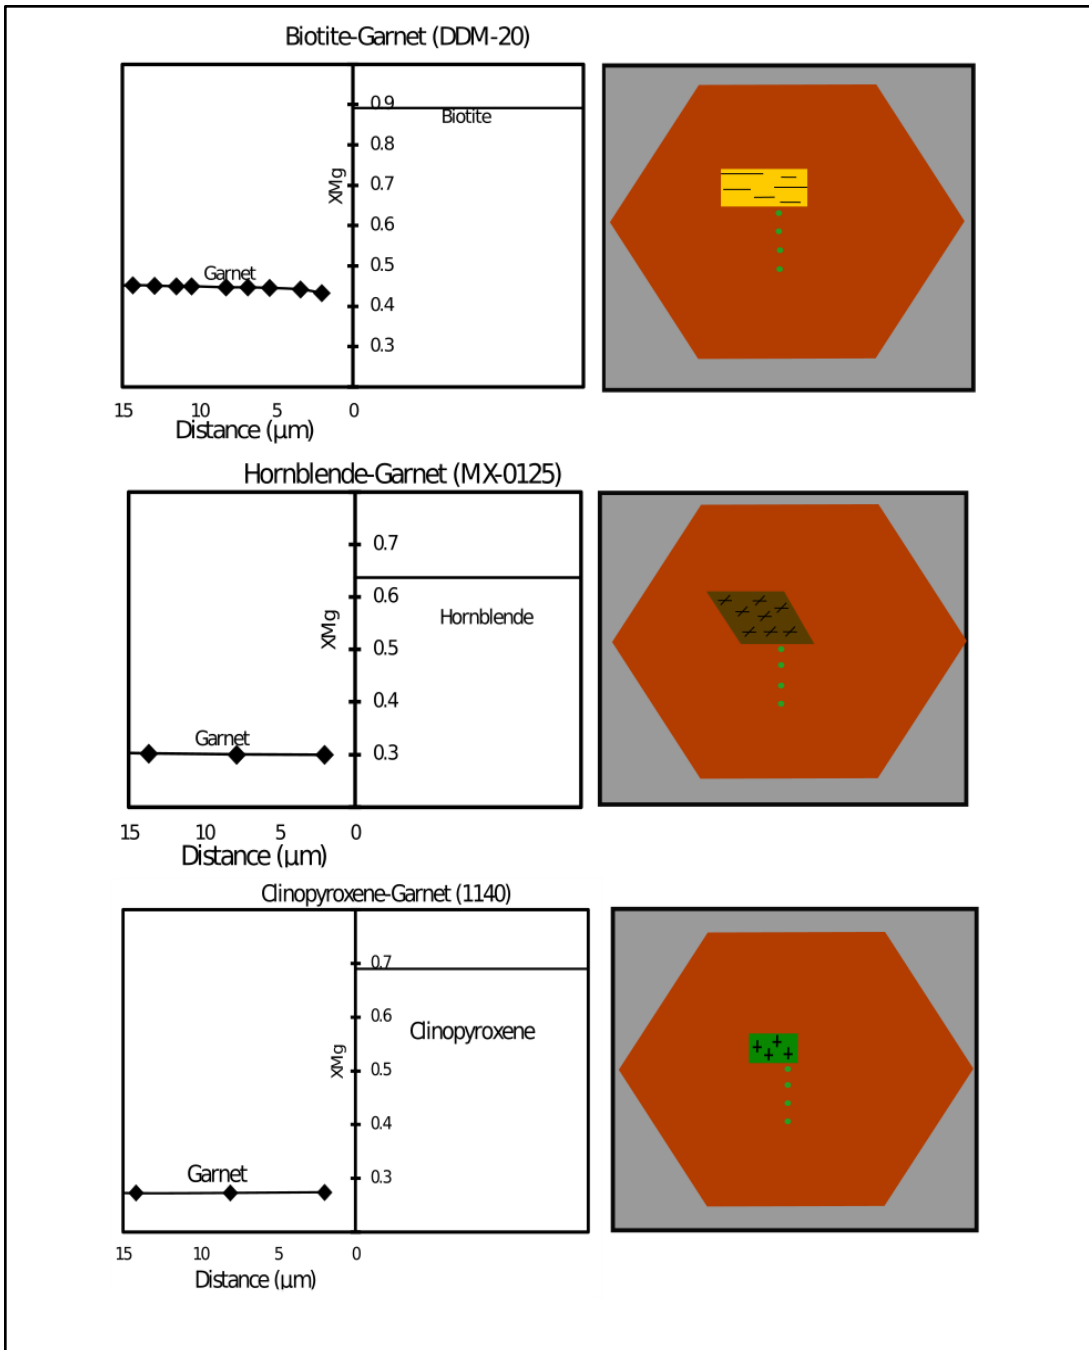 Biotite-Garnet (DDM-20)
0.9
Biotite
0.8
0.7
XMg
0.6
0.5
Garnet
0.4
0.3
15 10 5 0
Distance (µm)
Hornblende-Garnet (MX-0125)
0.7
0.6
XMg
Hornblende
0.5
0.4
Garnet
0.3
15 10 5 0
Distance (µm)
Clinopyroxene-Garnet (1140)
0.7
0.6
Clinopyroxene
XMg
0.5
0.4
Garnet
0.3
15 10 5 0
Distance (µm)